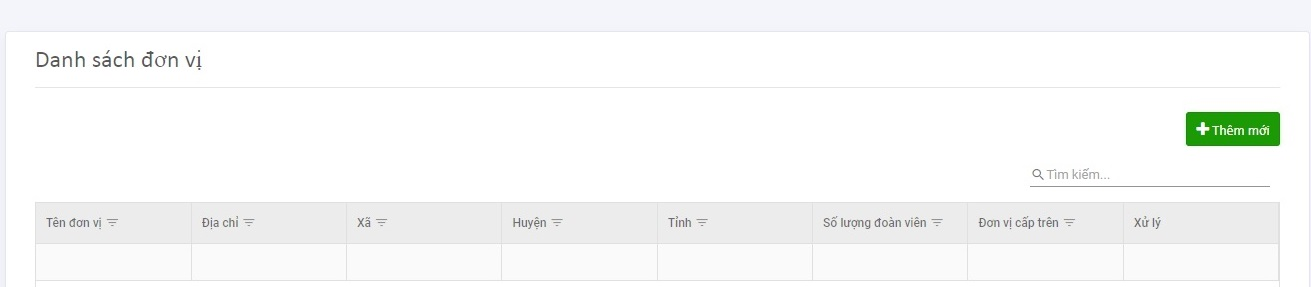 Danh sách đơn vị
Thêm mới
Tìm kiếm...
Tên đơn vị Địa chỉ Xã Huyện Tỉnh Số lượng đoàn viên Đơn vị cấp trên Xử lý